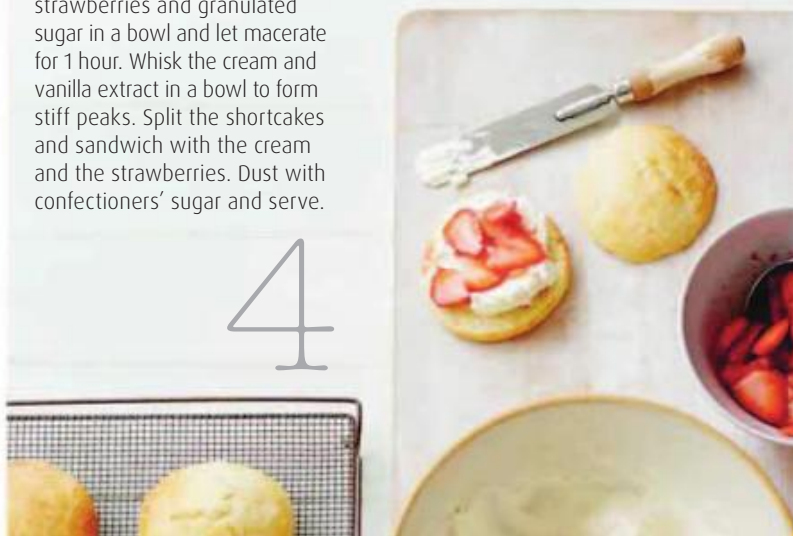 strawberries and granulated
sugar in a bowl and let macerate
for 1 hour. Whisk the cream and
vanilla extract in a bowl to form
stiff peaks. Split the shortcakes
and sandwich with the cream
and the strawberries. Dust with
confectioners’ sugar and serve.
4